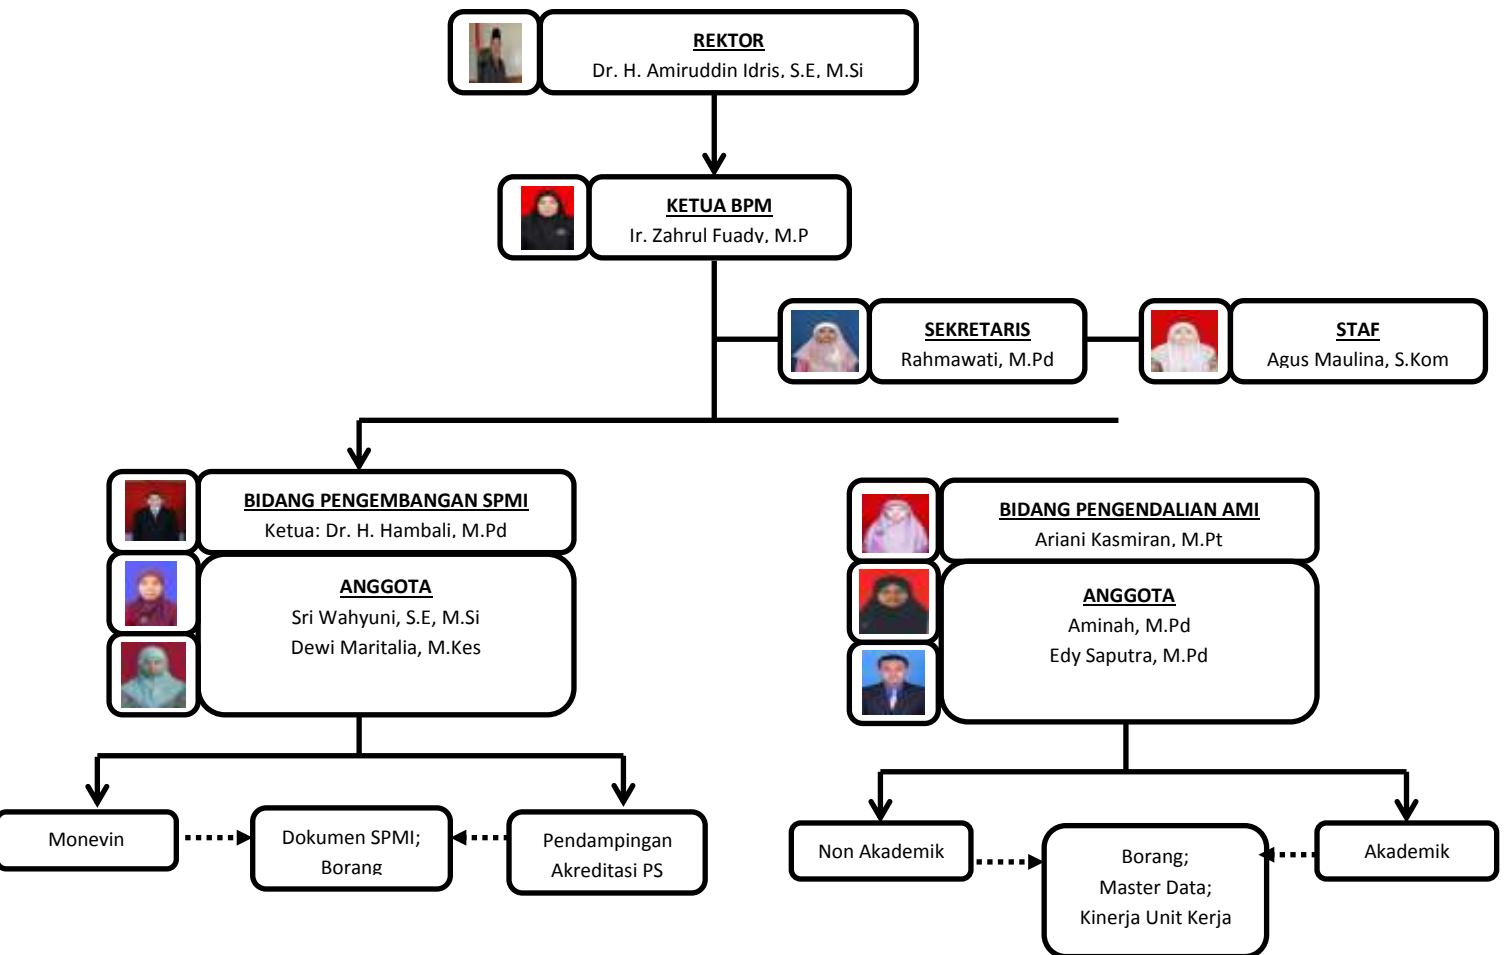 REKTOR
Dr. H. Amiruddin Idris, S.E, M.Si
KETUA BPM
Ir. Zahrul Fuady, M.P
SEKRETARIS
Rahmawati, M.Pd
STAF
Agus Maulina, S.Kom
BIDANG PENGEMBANGAN SPMI
Ketua: Dr. H. Hambali, M.Pd
ANGGOTA
Sri Wahyuni, S.E, M.Si
Dewi Maritalia, M.Kes
BIDANG PENGENDALIAN AMI
Ariani Kasmiran, M.Pt
ANGGOTA
Aminah, M.Pd
Edy Saputra, M.Pd
Monevin
Dokumen SPMI;
Borang
Pendampingan
Akreditasi PS
Non Akademik
Borang;
Master Data;
Kinerja Unit Kerja
Akademik